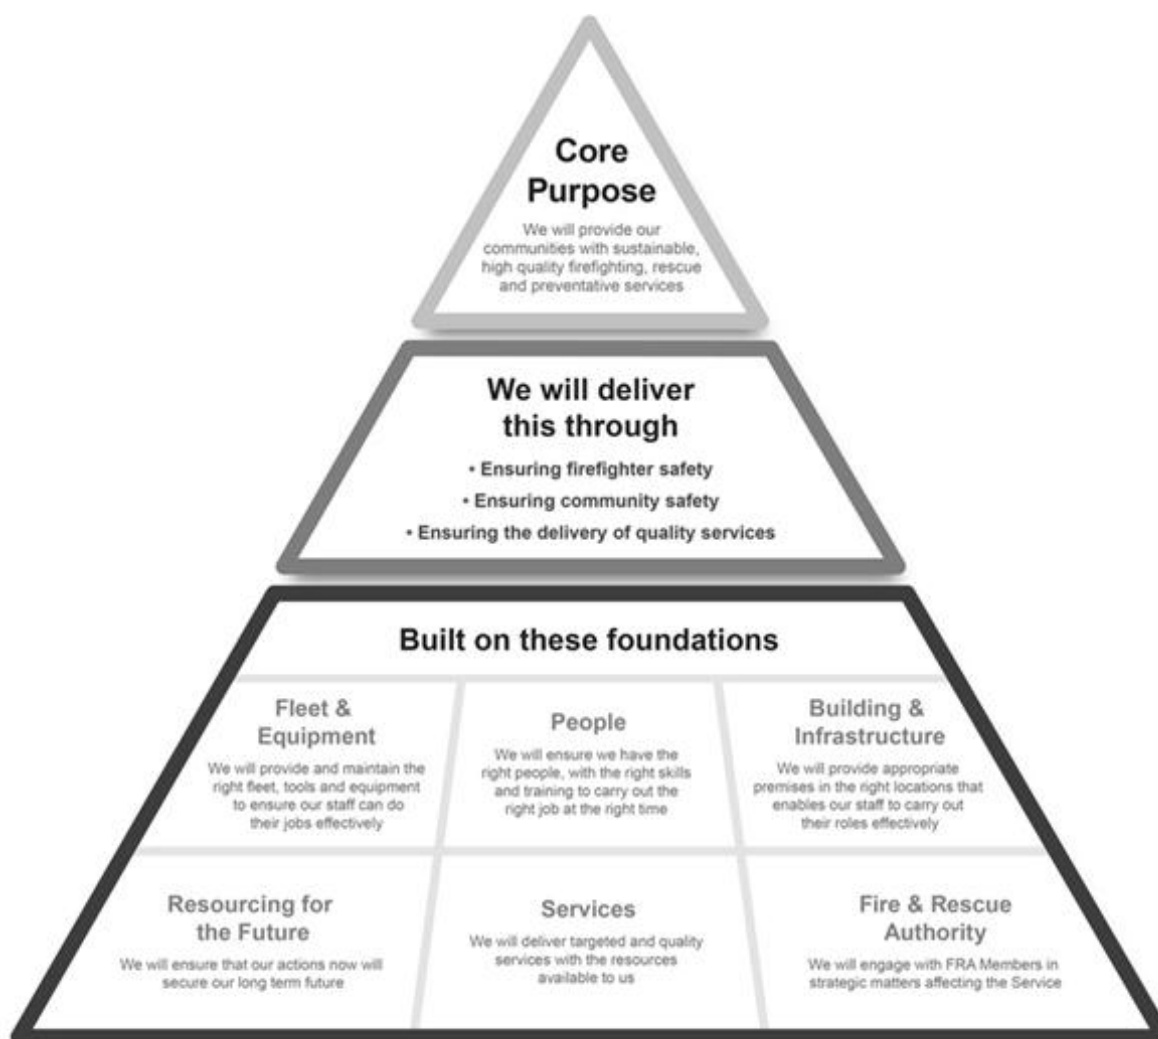 Core
Purpose
We will provide our
communities with sustainable,
high quality firefighting, rescue
and preventative services
We will deliver
this through
• Ensuring firefighter safety
• Ensuring community safety
• Ensuring the delivery of quality services
Built on these foundations
Fleet &
Equipment
We will provide and maintain the
right fleet, tools and equipment
to ensure our staff can do
their jobs effectively
People
We will ensure we have the
right people, with the right skills
and training to carry out the
right job at the right time
Building &
Infrastructure
We will provide appropriate
premises in the right locations that
enables our staff to carry out
their roles effectively
Resourcing for
the Future
We will ensure that our actions now will
secure our long term future
Services
We will deliver targeted and quality
services with the resources
available to us
Fire & Rescue
Authority
We will engage with FRA Members in
strategic matters affecting the Service